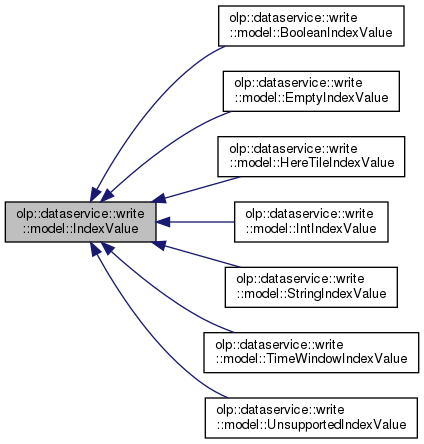 olp::dataservice::write
::model::BooleanIndexValue
olp::dataservice::write
::model::EmptyIndexValue
olp::dataservice::write
::model::HereTileIndexValue
olp::dataservice::write
::model::IndexValue
olp::dataservice::write
::model::IntIndexValue
olp::dataservice::write
::model::StringIndexValue
olp::dataservice::write
::model::TimeWindowIndexValue
olp::dataservice::write
::model::UnsupportedIndexValue